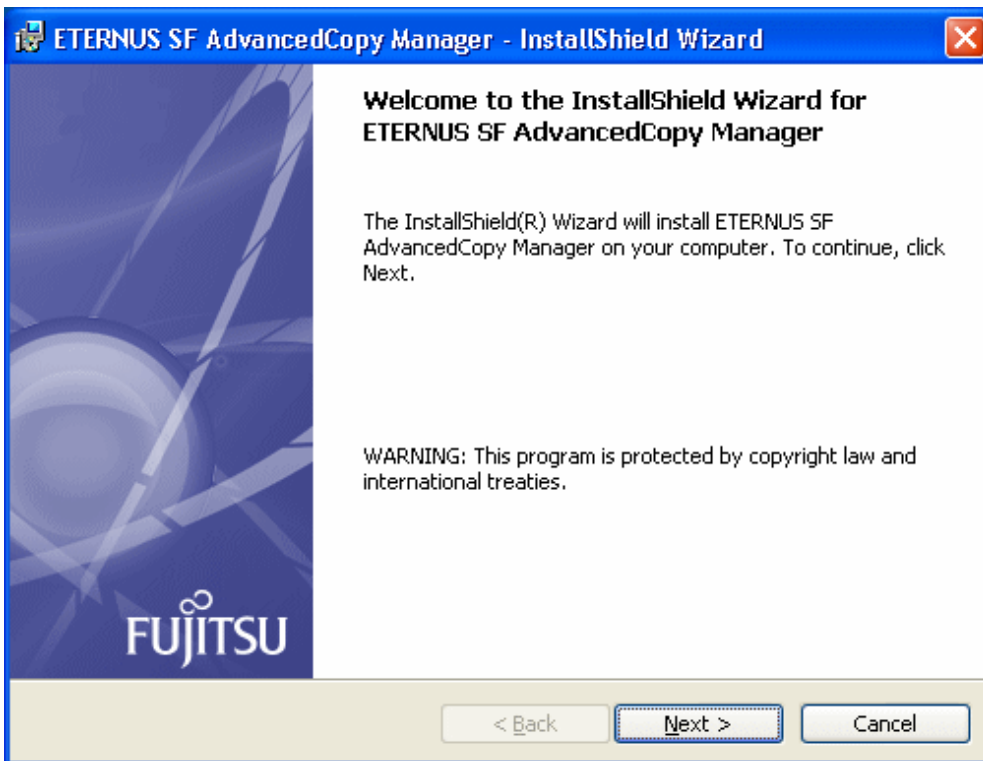 ETERNUS SF AdvancedCopy Manager - InstallShield Wizard
Welcome to the InstallShield Wizard for
ETERNUS SF AdvancedCopy Manager
The InstallShield(R) Wizard will install ETERNUS SF
AdvancedCopy Manager on your computer. To continue, click
Next.
WARNING: This program is protected by copyright law and
international treaties.
FUJITSU
< Back
Next >
Cancel